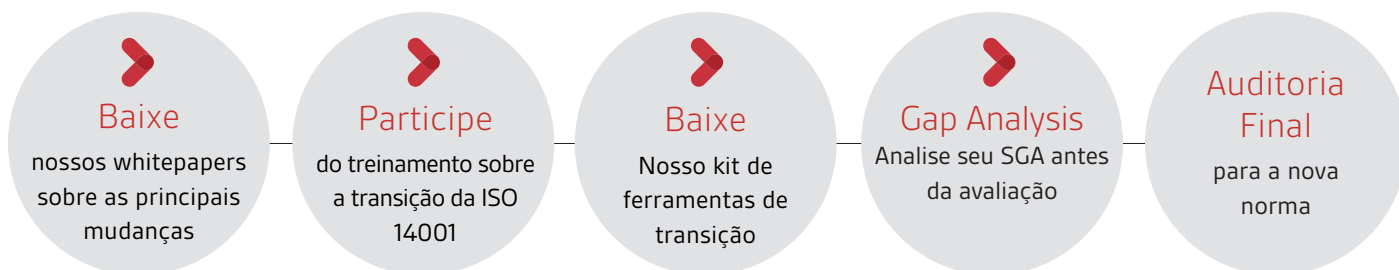 Baixe
nossos whitepapers
sobre as principais
mudanças
Participe
do treinamento sobre
a transição da ISO
14001
Baixe
Nosso kit de
ferramentas de
transição
Gap Analysis
Analise seu SGA antes
da avaliação
Auditoria
Final
para a nova
norma